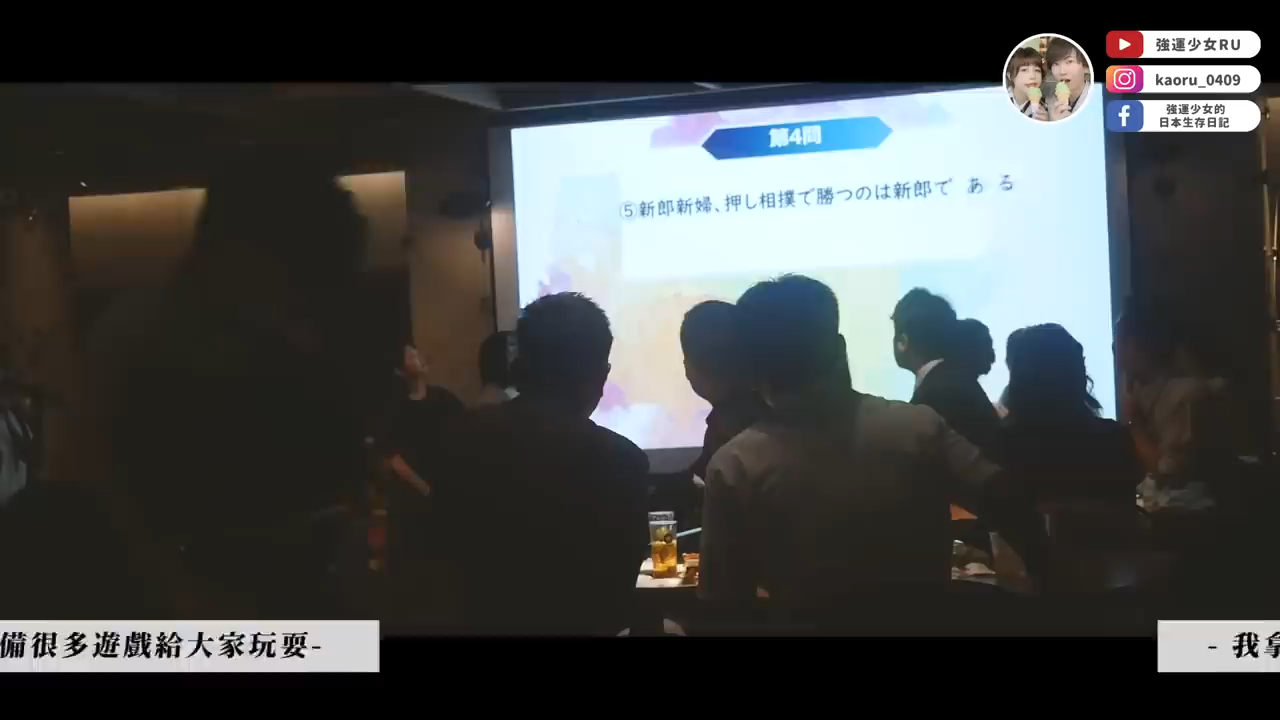 強運少女RU
kaoru_0409
強運少女的
日本生存日記
第4問
⑤新郎新婦、押し相撲で勝つのは新郎で ある
備很多遊戲給大家玩耍-
- 我拿